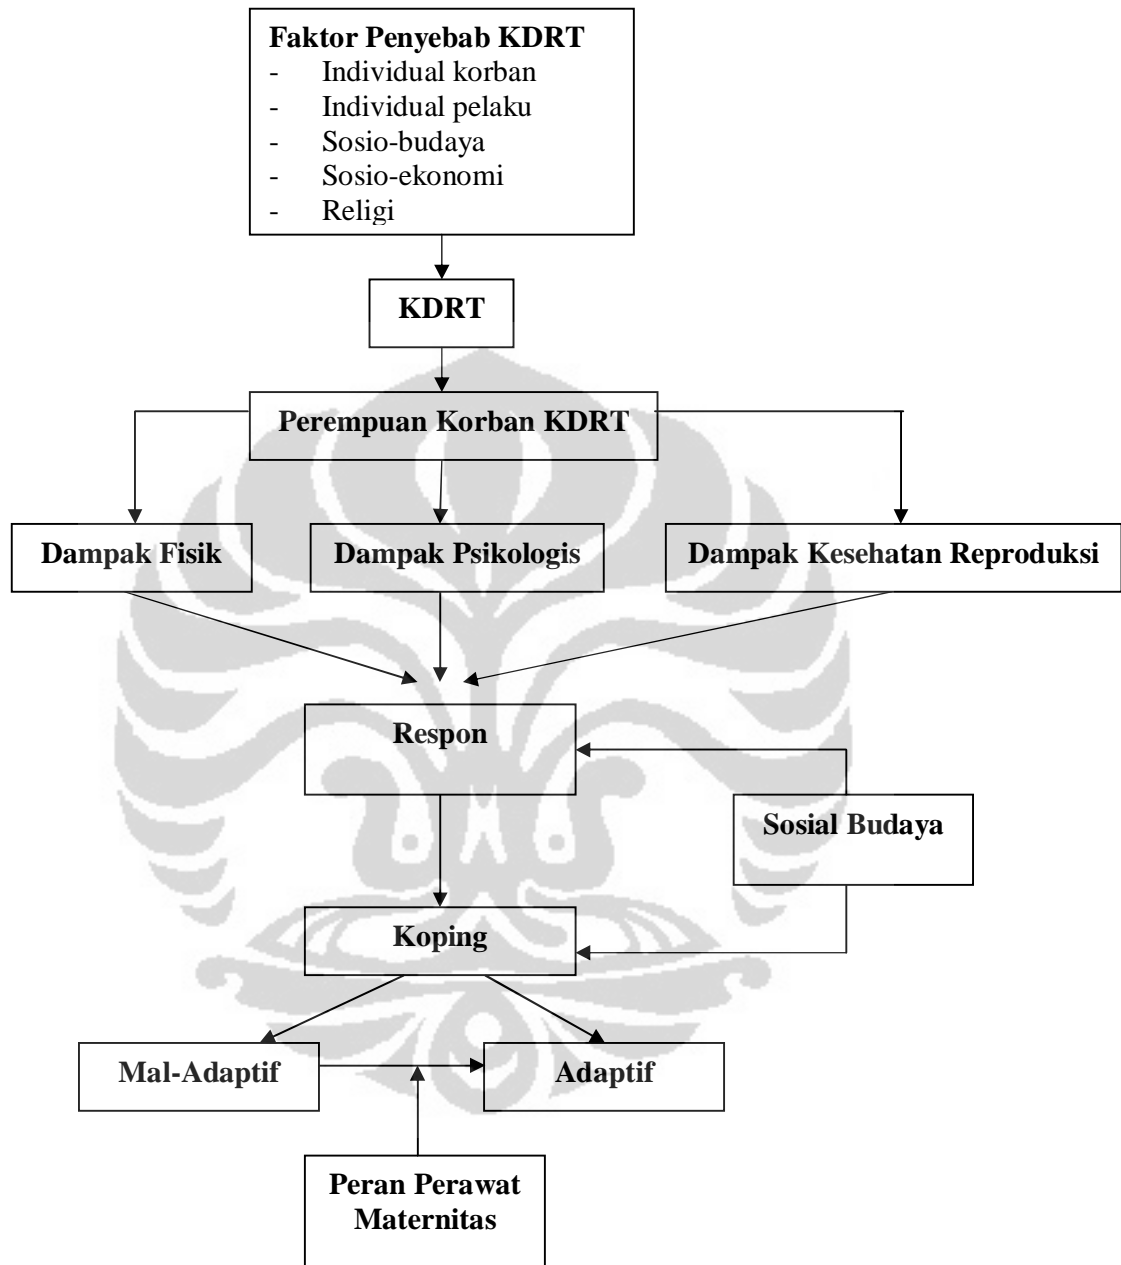 Faktor Penyebab KDRT
- Individual korban
- Individual pelaku
- Sosio-budaya
- Sosio-ekonomi
- Religi
KDRT
Perempuan Korban KDRT
Dampak Fisik
Dampak Psikologis
Dampak Kesehatan Reproduksi
Respon
Sosial Budaya
Koping
Mal-Adaptif
Adaptif
Peran Perawat
Maternitas